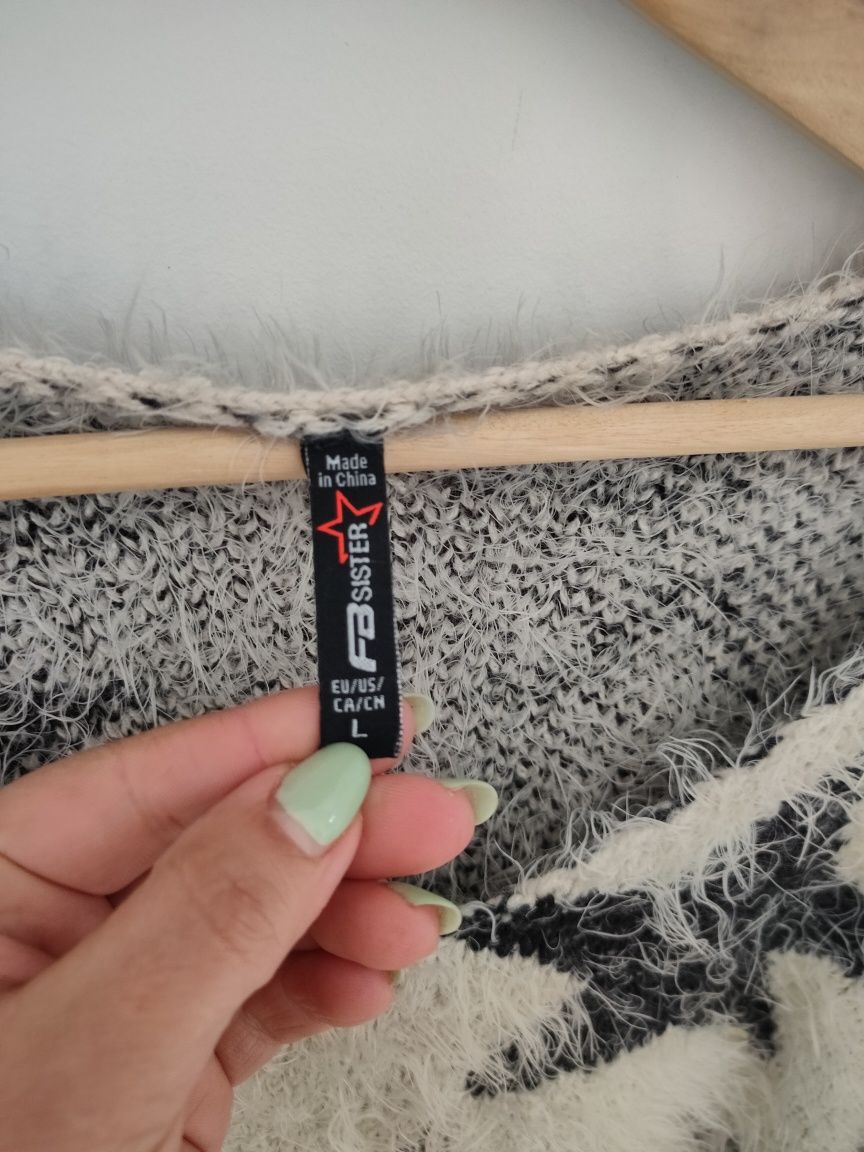 Made
in China
FB SISTER
EU/US/
CA/CN
L